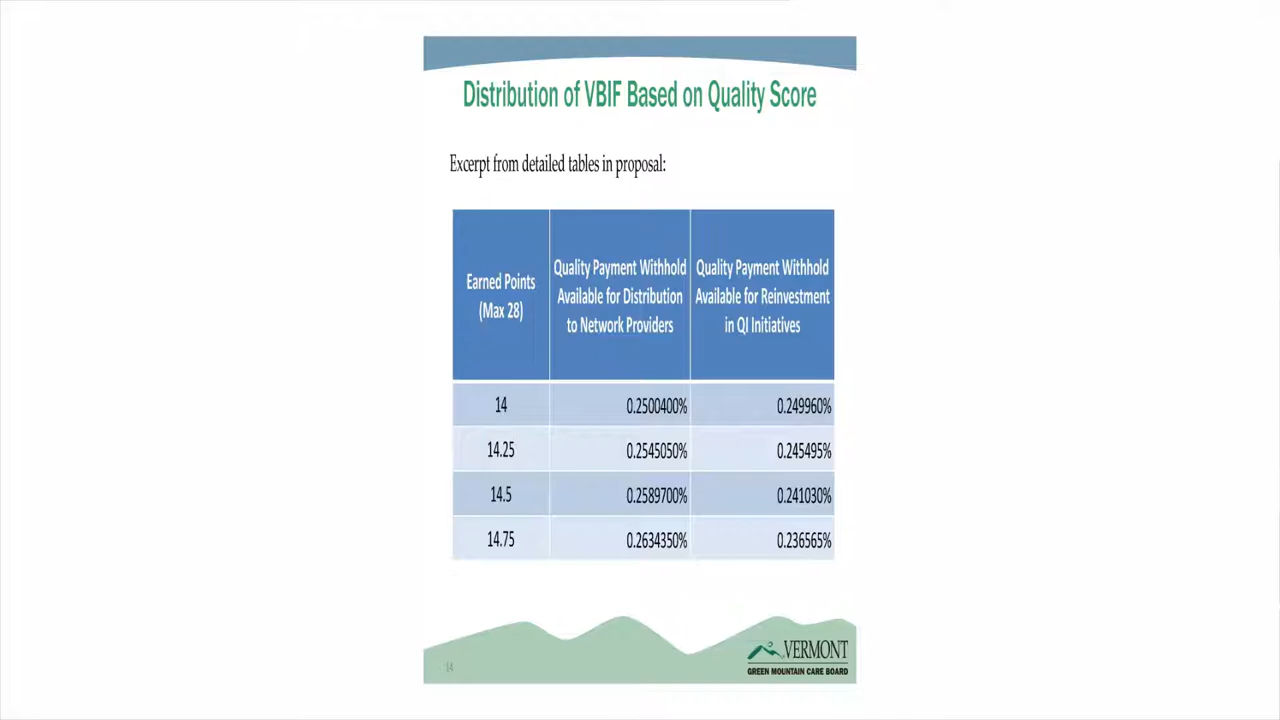 Distribution of VBIF Based on Quality Score
Excerpt from detailed tables in proposal:
Earned Points
(Max 28)
Quality Payment Withhold
Available for Distribution
to Network Providers
Quality Payment Withhold
Available for Reinvestment
in QI Initiatives
14 0.2500400% 0.249960%
14.25 0.2545050% 0.245495%
14.5 0.2589700% 0.241030%
14.75 0.2634350% 0.236565%
14
VERMONT
GREEN MOUNTAIN CARE BOARD